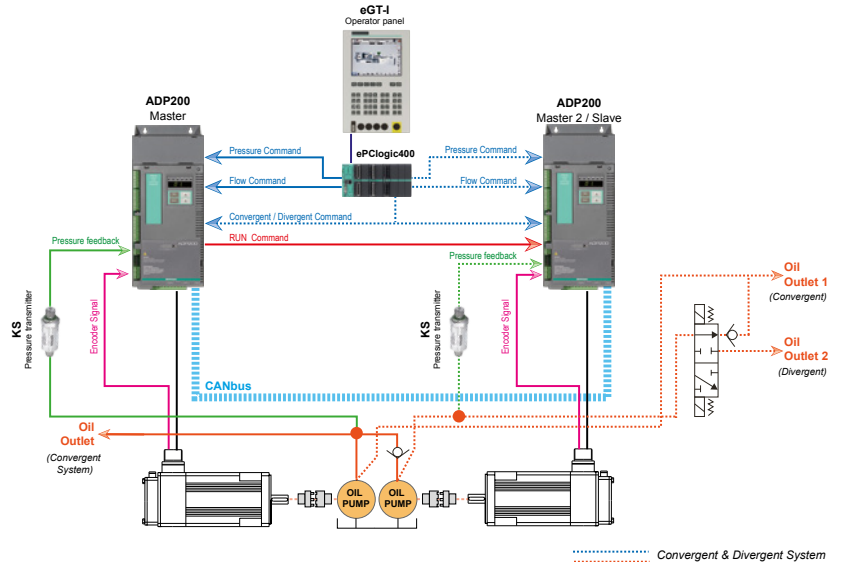 eGT-I
Operator panel
ADP200
Master
ADP200
Master 2 / Slave
ePClogic400
Pressure Command
Pressure Command
Flow Command
Flow Command
Convergent / Divergent Command
RUN Command
Pressure feedback
Pressure feedback
KS
Pressure transmitter
Encoder Signal
KS
Pressure transmitter
Encoder Signal
Oil
Outlet 1
(Convergent)
Oil
Outlet 2
(Divergent)
CANbus
Oil
Outlet
(Convergent
System)
OIL
PUMP
OIL
PUMP
Convergent & Divergent System